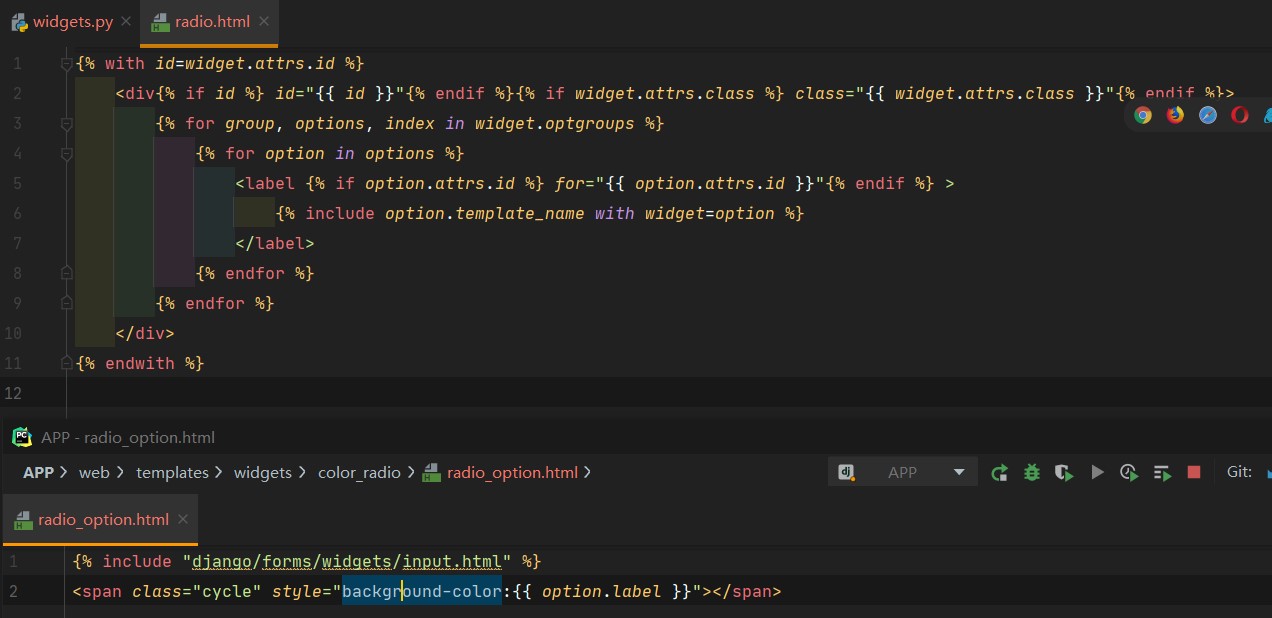 widgets.py × radio.html ×
1 {% with id=widget.attrs.id %}
2 <div{% if id %} id="{{ id }}"{% endif %}{% if widget.attrs.class %} class="{{ widget.attrs.class }}"{% endif %}>
3 {% for group, options, index in widget.optgroups %}
4 {% for option in options %}
5 <label {% if option.attrs.id %} for="{{ option.attrs.id }}"{% endif %} >
6 {% include option.template_name with widget=option %}
7 </label>
8 {% endfor %}
9 {% endfor %}
10 </div>
11 {% endwith %}
12
PC APP - radio_option.html
APP > web > templates > widgets > color_radio > radio_option.html > dj APP Git:
radio_option.html ×
1 {% include "django/forms/widgets/input.html" %}
2 <span class="cycle" style="background-color:{{ option.label }}"></span>